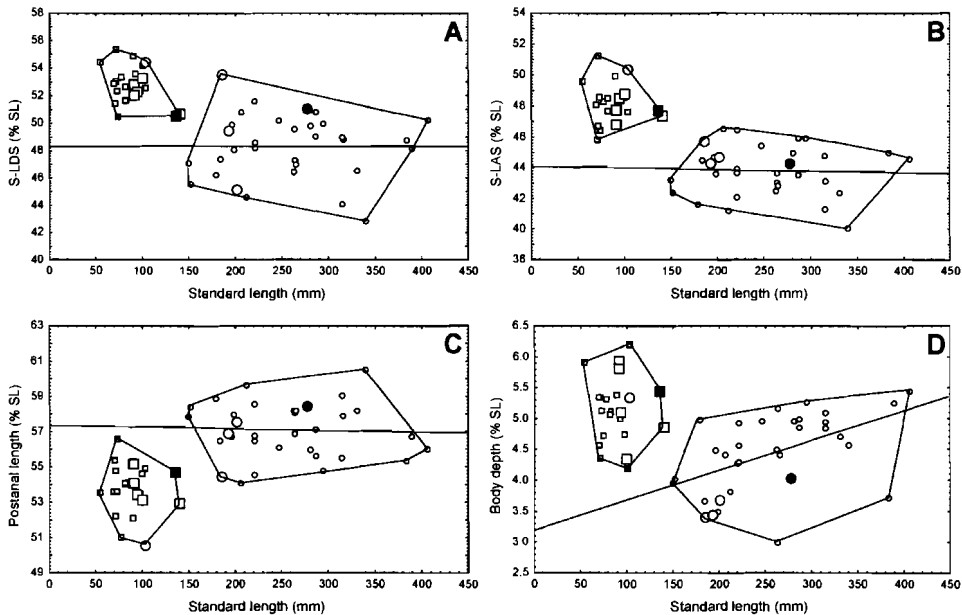 A
S-LDS (% SL)
58
56
54
52
50
48
46
44
42
40
0 50 100 150 200 250 300 350 400 450
Standard length (mm)
B
S-LAS (% SL)
54
52
50
48
46
44
42
40
38
0 50 100 150 200 250 300 350 400 450
Standard length (mm)
C
Postanal length (% SL)
63
61
59
57
55
53
51
49
0 50 100 150 200 250 300 350 400 450
Standard length (mm)
D
Body depth (% SL)
6.5
6.0
5.5
5.0
4.5
4.0
3.5
3.0
2.5
0 50 100 150 200 250 300 350 400 450
Standard length (mm)